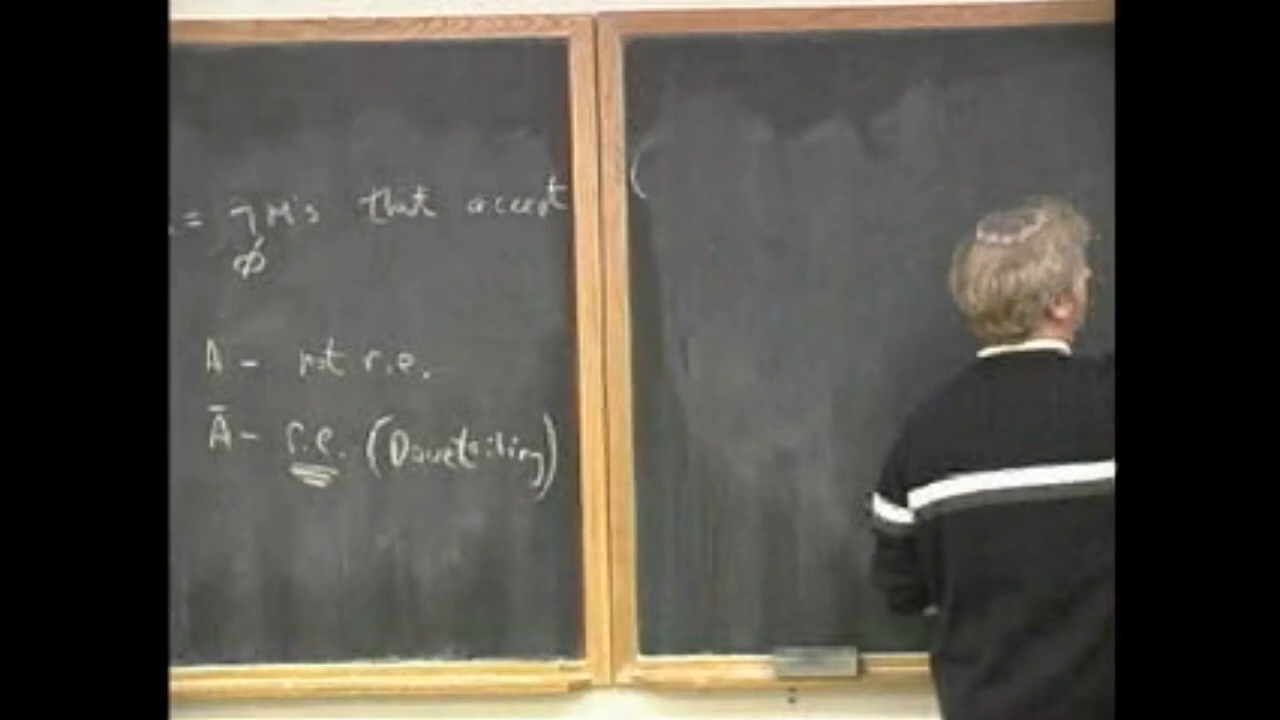 = TM's that accept (
∅
A - not r.e.
Ā - r.e. (Dovetailing)